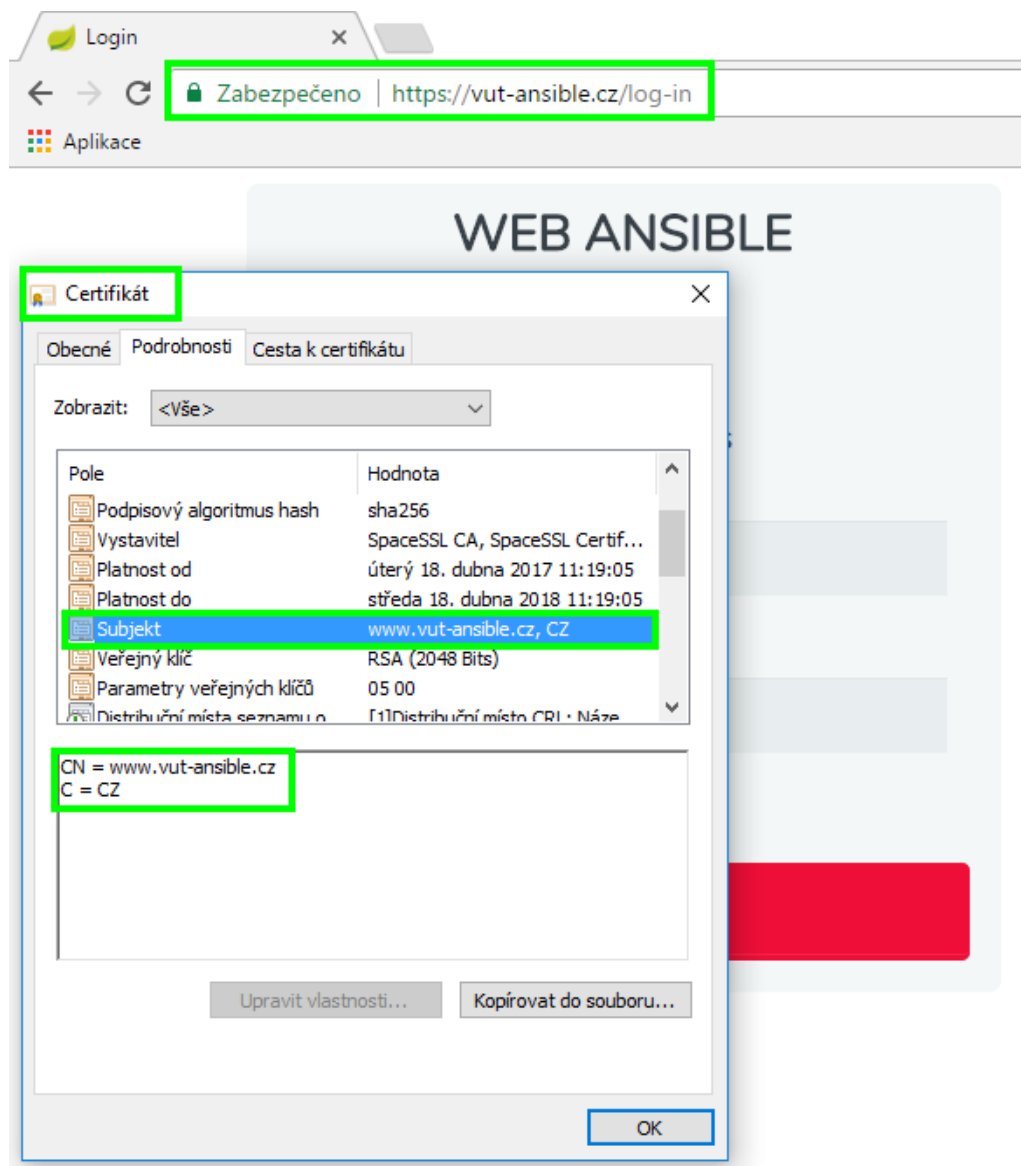 Login
Zabezpečeno | https://vut-ansible.cz/log-in
Aplikace
WEB ANSIBLE
Certifikát
Obecné Podrobnosti Cesta k certifikátu
Zobrazit: <Vše>
Pole Hodnota
Podpisový algoritmus hash sha256
Vystavitel SpaceSSL CA, SpaceSSL Certif...
Platnost od úterý 18. dubna 2017 11:19:05
Platnost do středa 18. dubna 2018 11:19:05
Subjekt www.vut-ansible.cz, CZ
Veřejný klíč RSA (2048 Bits)
Parametry veřejných klíčů 05 00
Distribuční místa seznamu o [1]Distribuční místo CRL: Náze
CN = www.vut-ansible.cz
C = CZ
Upravit vlastnosti... Kopírovat do souboru...
OK